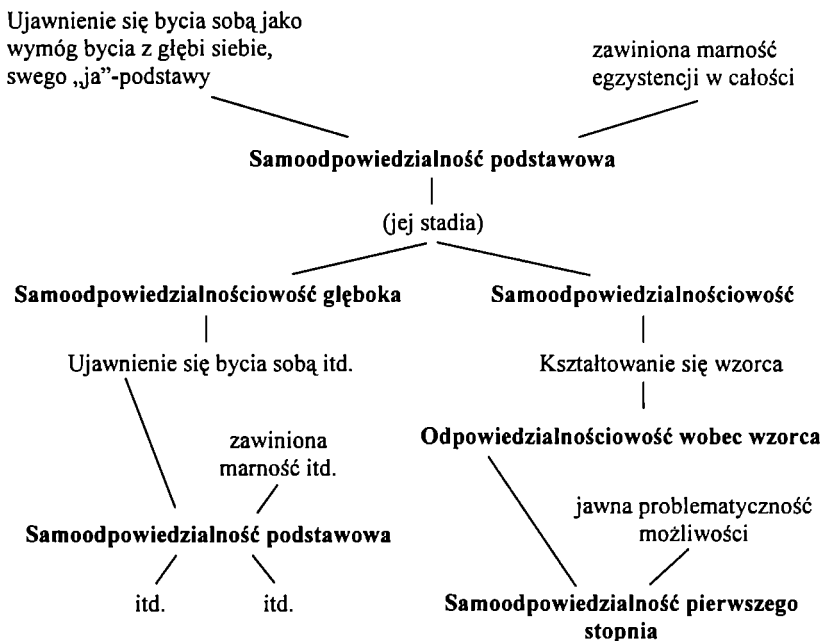 Ujawnienie się bycia sobą jako
wymóg bycia z głębi siebie,
swego „ja”-podstawy
zawiniona marność
egzystencji w całości
Samoodpowiedzialność podstawowa
(jej stadia)
Samoodpowiedzialnościowość głęboka
Samoodpowiedzialnościowość
Ujawnienie się bycia sobą itd.
Kształtowanie się wzorca
zawiniona
marność itd.
Odpowiedzialnościowość wobec wzorca
jawna problematyczność
możliwości
Samoodpowiedzialność podstawowa
itd.
itd.
Samoodpowiedzialność pierwszego
stopnia